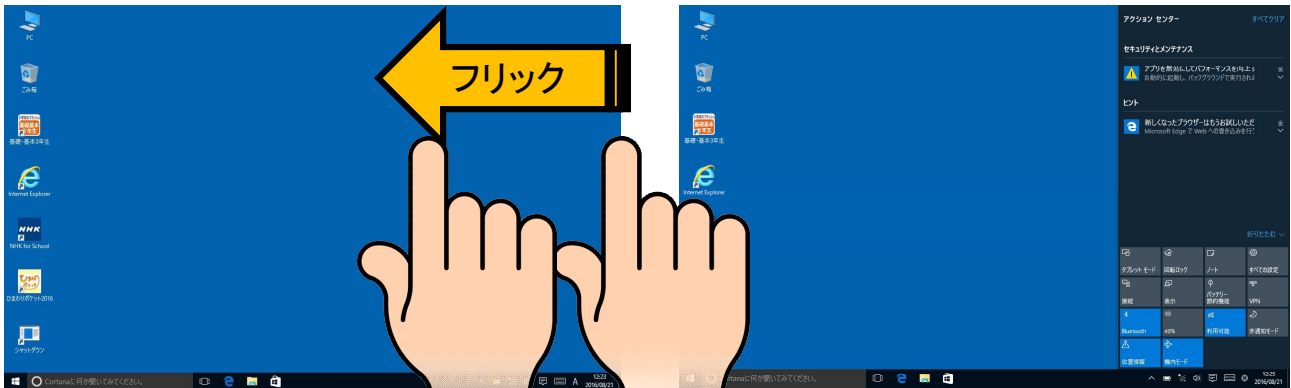 PC
ごみ箱
基礎・基本3年生
Internet Explorer
NHK
NHK for School
ひまわりポケット2016
シャットダウン
Cortanaに何か聞いてみてください。
A
12:23
2016/08/21
フリック
PC
ごみ箱
基礎・基本3年生
Internet Explorer
rtanaに何か聞いてみてください。
アクション センター
すべてクリア
セキュリティとメンテナンス
アプリを無効にしてパフォーマンスを向上s
自動的に起動し、バックグラウンドで実行され
ヒント
新しくなったブラウザーはもうお試しいただ
Microsoft Edge で Web への書き込みを行
折りたたむ
タブレット モード
回転ロック
ノート
すべての設定
接続
表示
バッテリー
節約機能
VPN
Bluetooth
40%
利用可能
非通知モード
位置情報
機内モード
12:25
2016/08/21